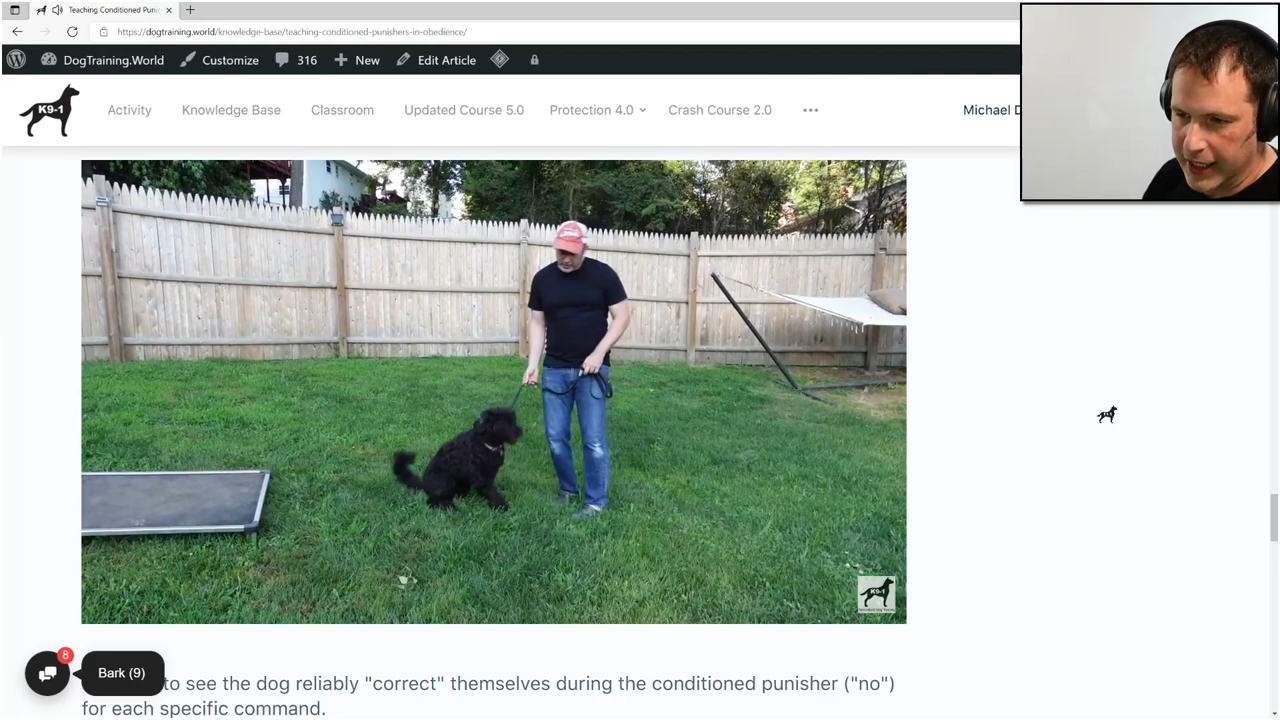 Teaching Conditioned Puni
https://dogtraining.world/knowledge-base/teaching-conditioned-punishers-in-obedience/
DogTraining.World
Customize
316
New
Edit Article
K9-1
Activity
Knowledge Base
Classroom
Updated Course 5.0
Protection 4.0
Crash Course 2.0
Michael D
K9-1
8
Bark (9)
to see the dog reliably "correct" themselves during the conditioned punisher ("no")
for each specific command.